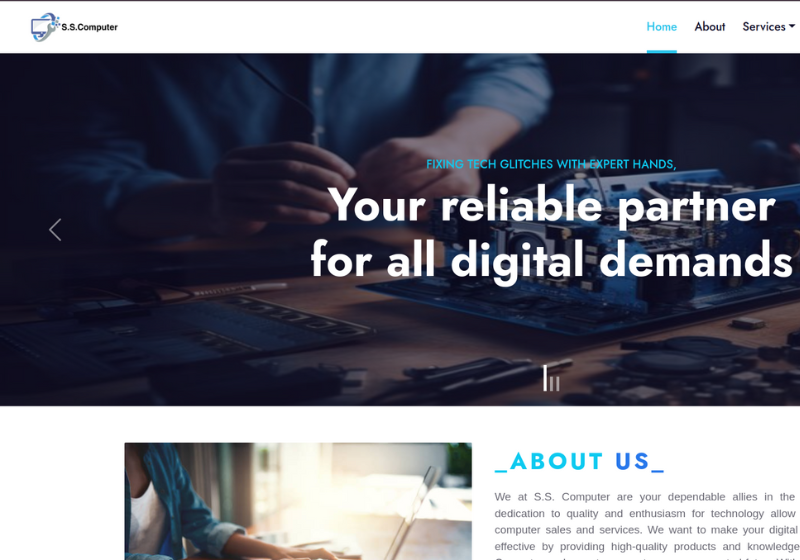 S.S.Computer
Home About Services
FIXING TECH GLITCHES WITH EXPERT HANDS,
Your reliable partner
for all digital demands
_ABOUT US_
We at S.S. Computer are your dependable allies in the
dedication to quality and enthusiasm for technology allow
computer sales and services. We want to make your digital
effective by providing high-quality products and knowledge